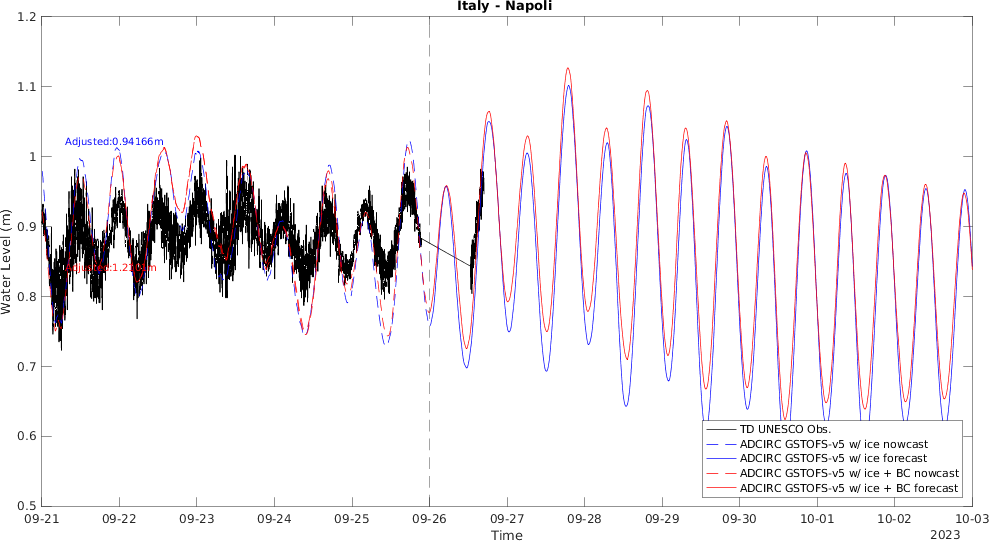 Italy - Napoli
1.2
1.1
1
0.9
0.8
0.7
0.6
0.5
Water Level (m)
Adjusted:0.94166m
TD UNESCO Obs.
ADCIRC GSTOFS-v5 w/ ice nowcast
ADCIRC GSTOFS-v5 w/ ice forecast
ADCIRC GSTOFS-v5 w/ ice + BC nowcast
ADCIRC GSTOFS-v5 w/ ice + BC forecast
09-21 09-22 09-23 09-24 09-25 09-26 09-27 09-28 09-29 09-30 10-01 10-02 10-03
Time
2023